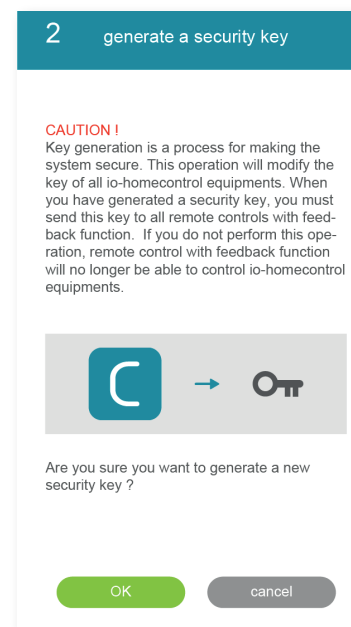 2 generate a security key
CAUTION !
Key generation is a process for making the
system secure. This operation will modify the
key of all io-homecontrol equipments. When
you have generated a security key, you must
send this key to all remote controls with feed-
back function.  If you do not perform this ope-
ration, remote control with feedback function
will no longer be able to control io-homecontrol
equipments.
Are you sure you want to generate a new
security key ?
OK cancel